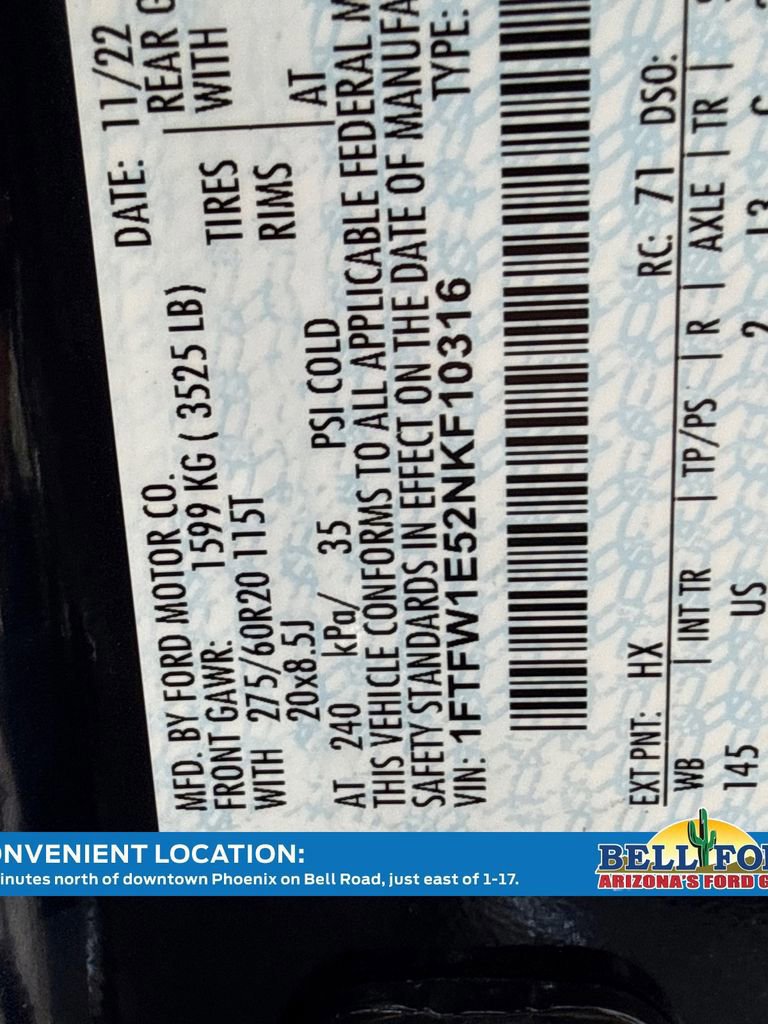 MFD. BY FORD MOTOR CO.
DATE: 11/22
FRONT GAWR: 1599 KG ( 3525 LB)
REAR G
WITH 275/60R20 115T
TIRES
WITH
20x8.5J
RIMS
AT 240 kPa/ 35 PSI COLD
AT
THIS VEHICLE CONFORMS TO ALL APPLICABLE FEDERAL M
SAFETY STANDARDS IN EFFECT ON THE DATE OF MANUFA
VIN: 1FTFW1E52NKF10316
TYPE:
EXT PNT: HX
RC: 71 DSO:
WB | INT TR | TP/PS | R | AXLE | TR |
145 US 2 L3
ONVENIENT LOCATION:
inutes north of downtown Phoenix on Bell Road, just east of 1-17.
BELL FO
ARIZONA'S FORD G